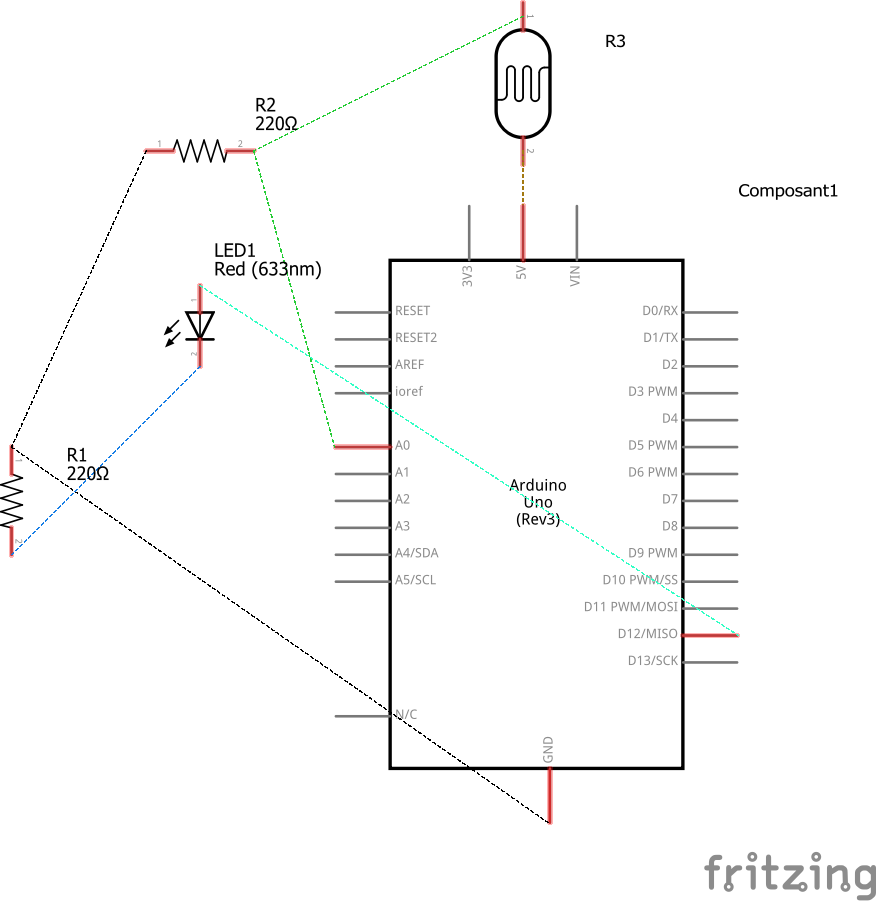 1
R3
R2
220Ω
1
2
2
Composant1
LED1
Red (633nm)
3V3
5V
VIN
1
RESET
D0/RX
RESET2
D1/TX
2
AREF
D2
ioref
D3 PWM
D4
R1
220Ω
1
A0
D5 PWM
A1
D6 PWM
Arduino
Uno
(Rev3)
A2
D7
A3
D8
2
A4/SDA
D9 PWM
A5/SCL
D10 PWM/SS
D11 PWM/MOSI
D12/MISO
D13/SCK
N/C
GND
fritzing